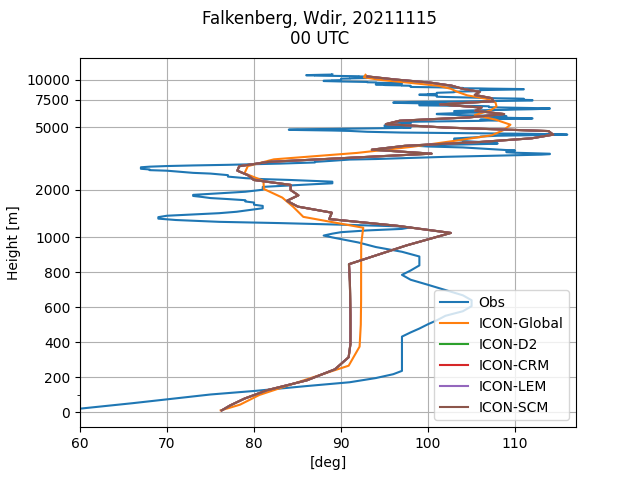 Falkenberg, Wdir, 20211115
00 UTC
Height [m]
10000
7500
5000
2000
1000
800
600
400
200
0
60
70
80
90
100
110
[deg]
Obs
ICON-Global
ICON-D2
ICON-CRM
ICON-LEM
ICON-SCM